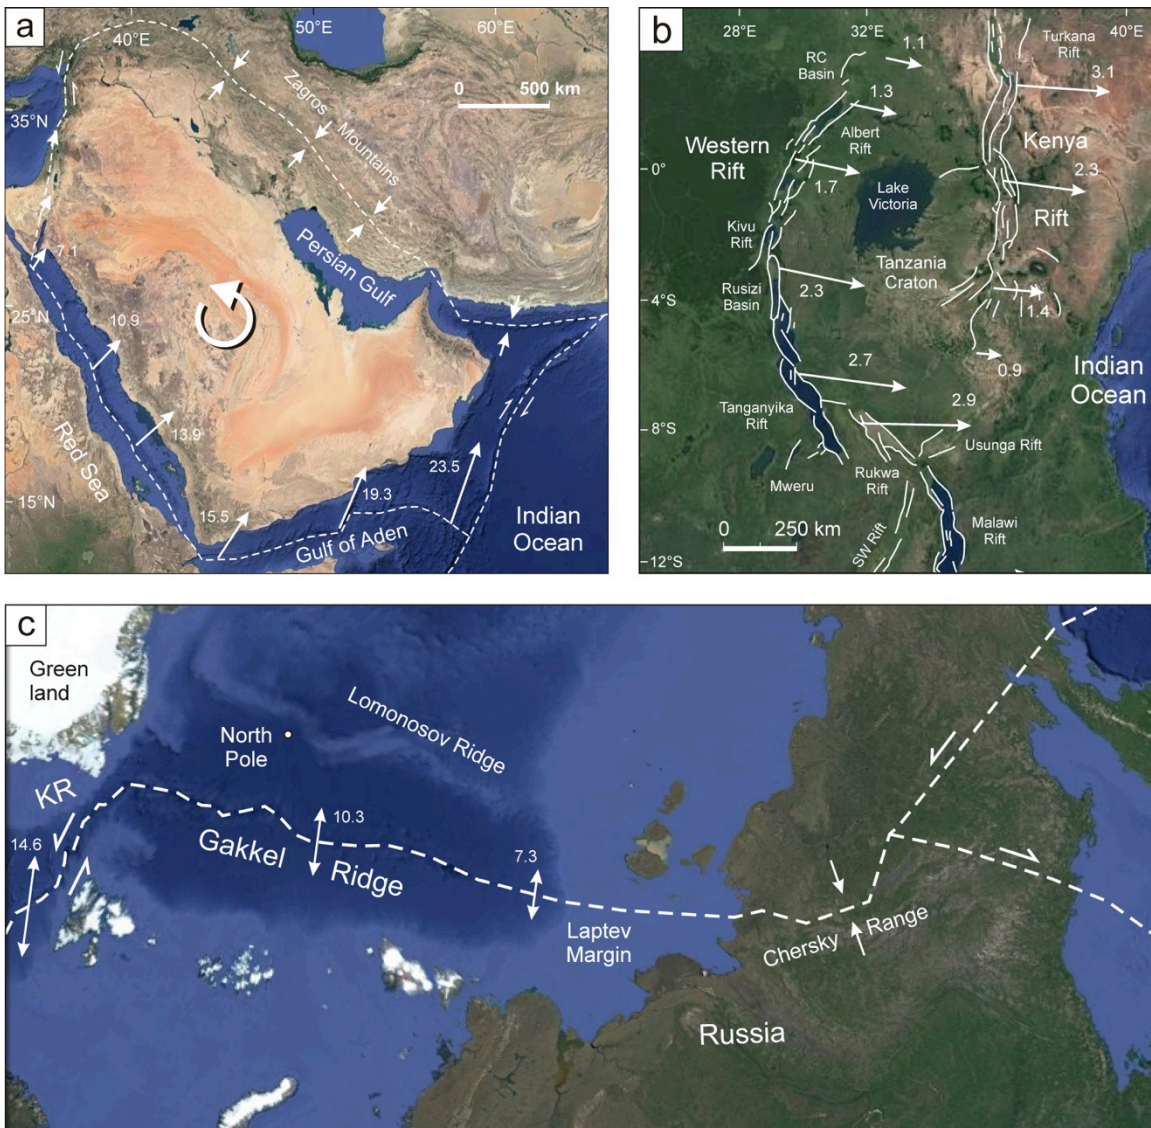 a
40°E
50°E
60°E
0
500 km
Zagros
Mountains
35°N
Persian Gulf
7.1
25°N
10.9
13.9
Red Sea
23.5
19.3
15°N
15.5
Gulf of Aden
Indian
Ocean
b
28°E
32°E
40°E
1.1
RC
Basin
Turkana
Rift
3.1
1.3
Albert
Rift
Western
Rift
Kenya
0°
1.7
2.3
Lake
Victoria
Rift
Kivu
Rift
Tanzania
Craton
Rusizi
Basin
2.3
4°S
1.4
2.7
0.9
Indian
Ocean
2.9
Tanganyika
Rift
8°S
Usunga Rift
Mweru
Rukwa
Rift
0
250 km
SW Rift
Malawi
Rift
12°S
c
Green
land
North
Pole
Lomonosov Ridge
KR
14.6
10.3
Gakkel
Ridge
7.3
Laptev
Margin
Chersky
Range
Russia